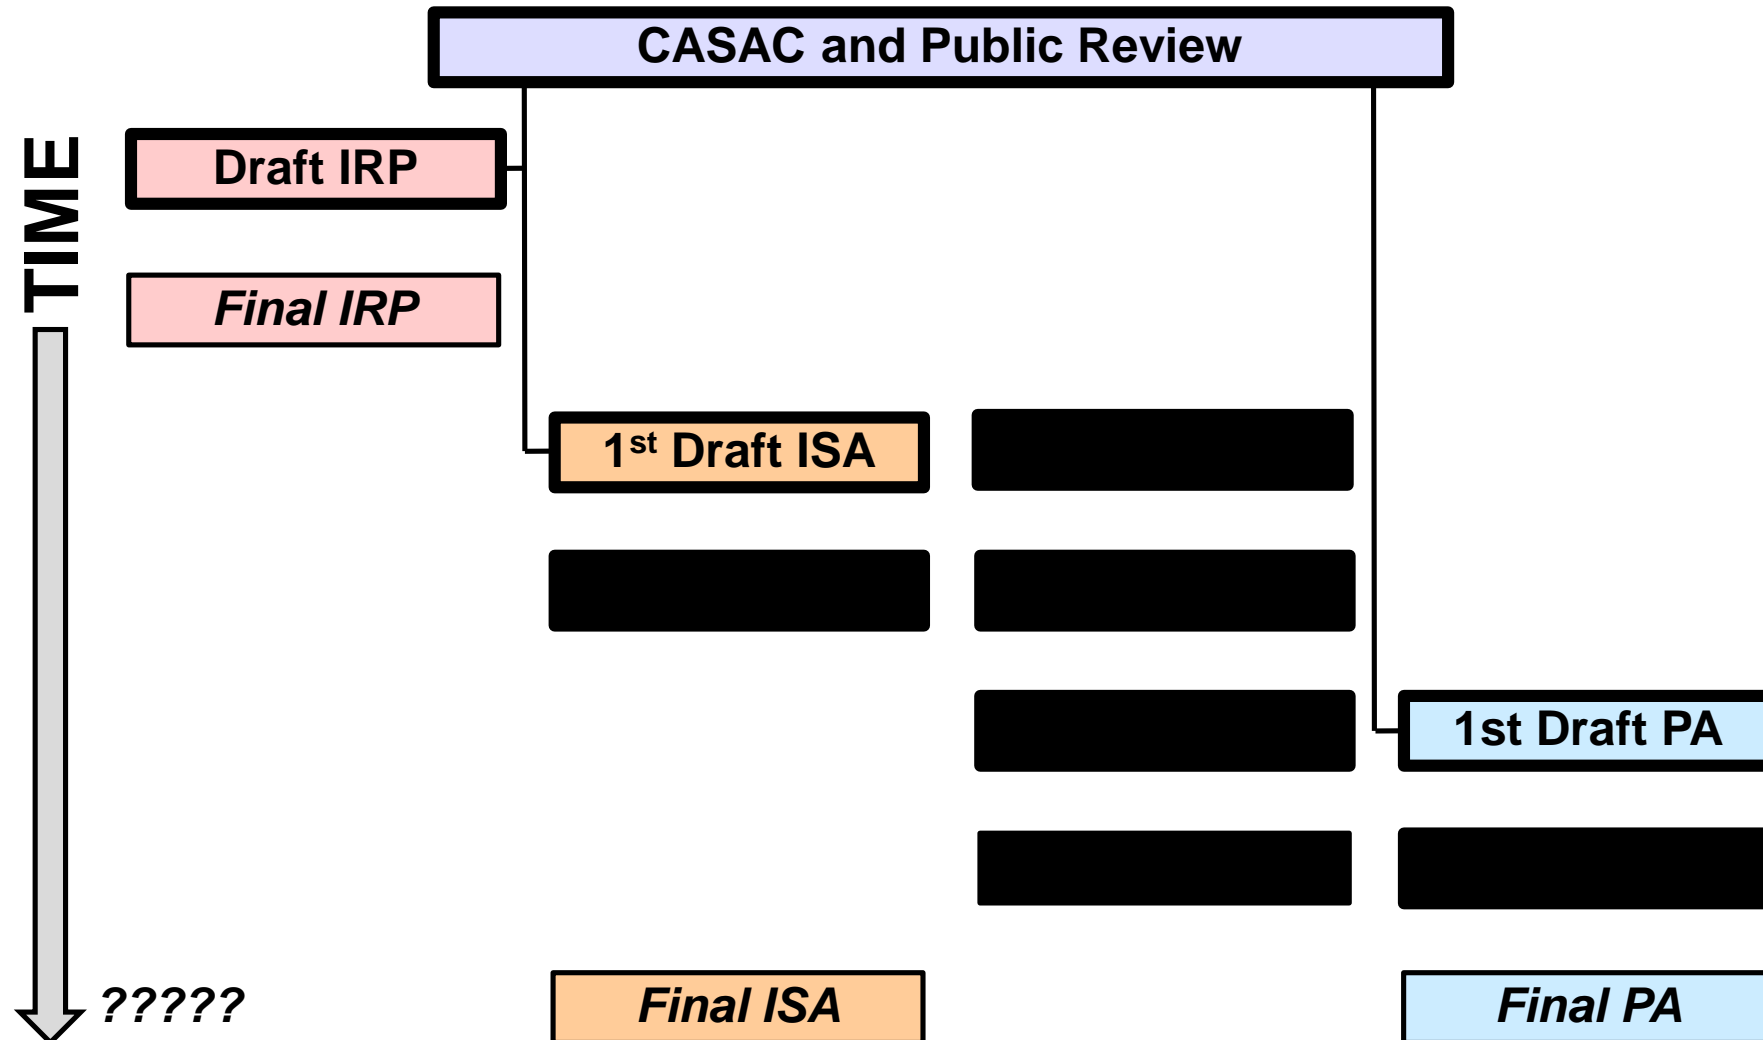 CASAC and Public Review
TIME
Draft IRP
Final IRP
1st Draft ISA
1st Draft PA
?????
Final ISA
Final PA